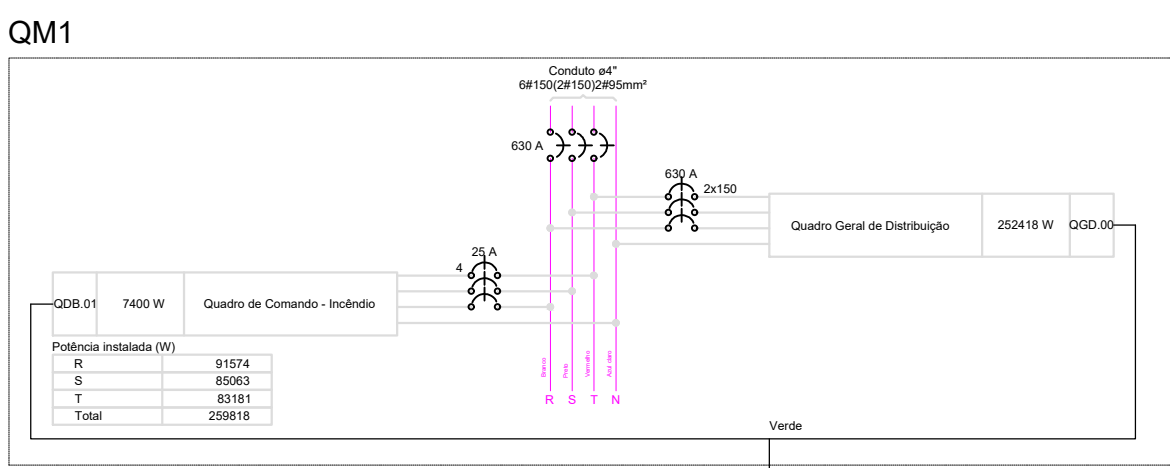 QM1
Conduto ø4"
6#150(2#150)2#95mm²
630 A
630 A
2x150
Quadro Geral de Distribuição
252418 W
QGD.00
25 A
4
QDB.01
7400 W
Quadro de Comando - Incêndio
Potência instalada (W)
R 91574
S 85063
T 83181
Total 259818
Branco
Preto
Vermelho
Azul claro
R S T N
Verde